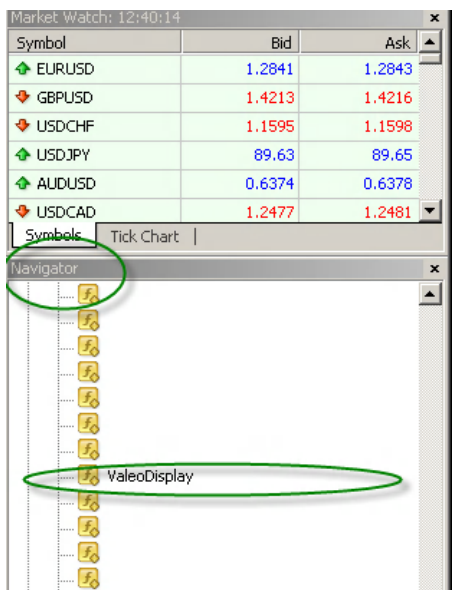 Market Watch: 12:40:14
Symbol Bid Ask
EURUSD 1.2841 1.2843
GBPUSD 1.4213 1.4216
USDCHF 1.1595 1.1598
USDJPY 89.63 89.65
AUDUSD 0.6374 0.6378
USDCAD 1.2477 1.2481
Symbols Tick Chart
Navigator
ValeoDisplay